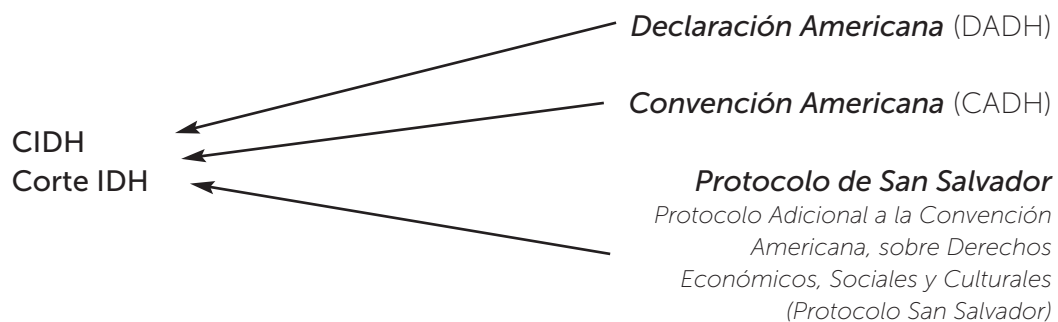 Declaración Americana (DADH)
Convención Americana (CADH)
CIDH
Corte IDH
Protocolo de San Salvador
Protocolo Adicional a la Convención
Americana, sobre Derechos
Económicos, Sociales y Culturales
(Protocolo San Salvador)